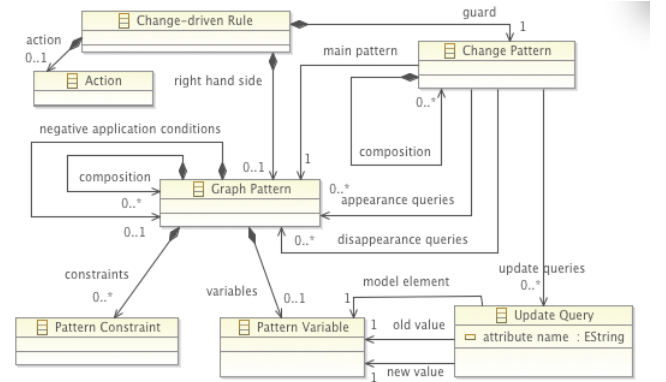 guard
Change-driven Rule
1
action
main pattern
Change Pattern
0..1
Action
right hand side
0..*
negative application conditions
composition
1
composition
0..1
Graph Pattern
0..*
0..*
appearance queries
0..1
0..*
disappearance queries
constraints
update queries
model element
0..*
variables
0..1
1
0..*
Pattern Constraint
Pattern Variable
1
old value
Update Query
attribute name : EString
new value
1